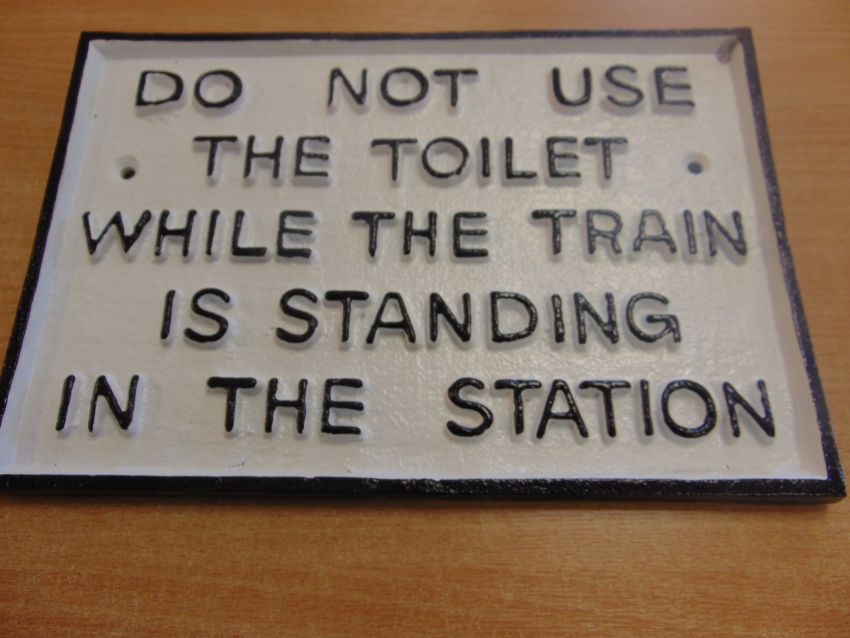 DO NOT USE
THE TOILET
WHILE THE TRAIN
IS STANDING
IN THE STATION